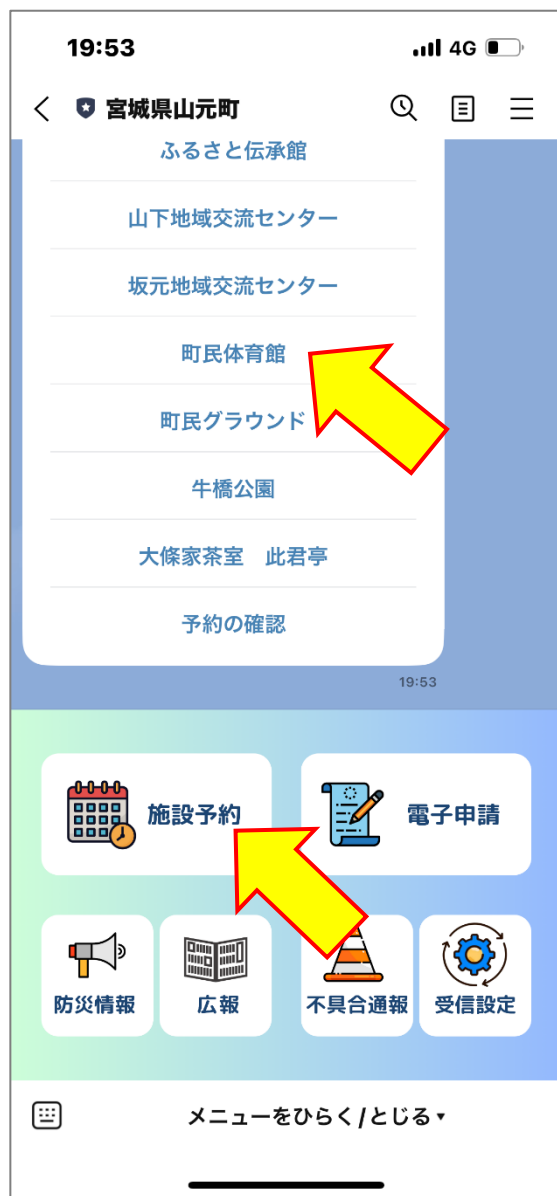 19:53
4G
宮城県山元町
ふるさと伝承館
山下地域交流センター
坂元地域交流センター
町民体育館
町民グラウンド
牛橋公園
大條家茶室　此君亭
予約の確認
19:53
施設予約
電子申請
防災情報
広報
不具合通報
受信設定
メニューをひらく/とじる▾